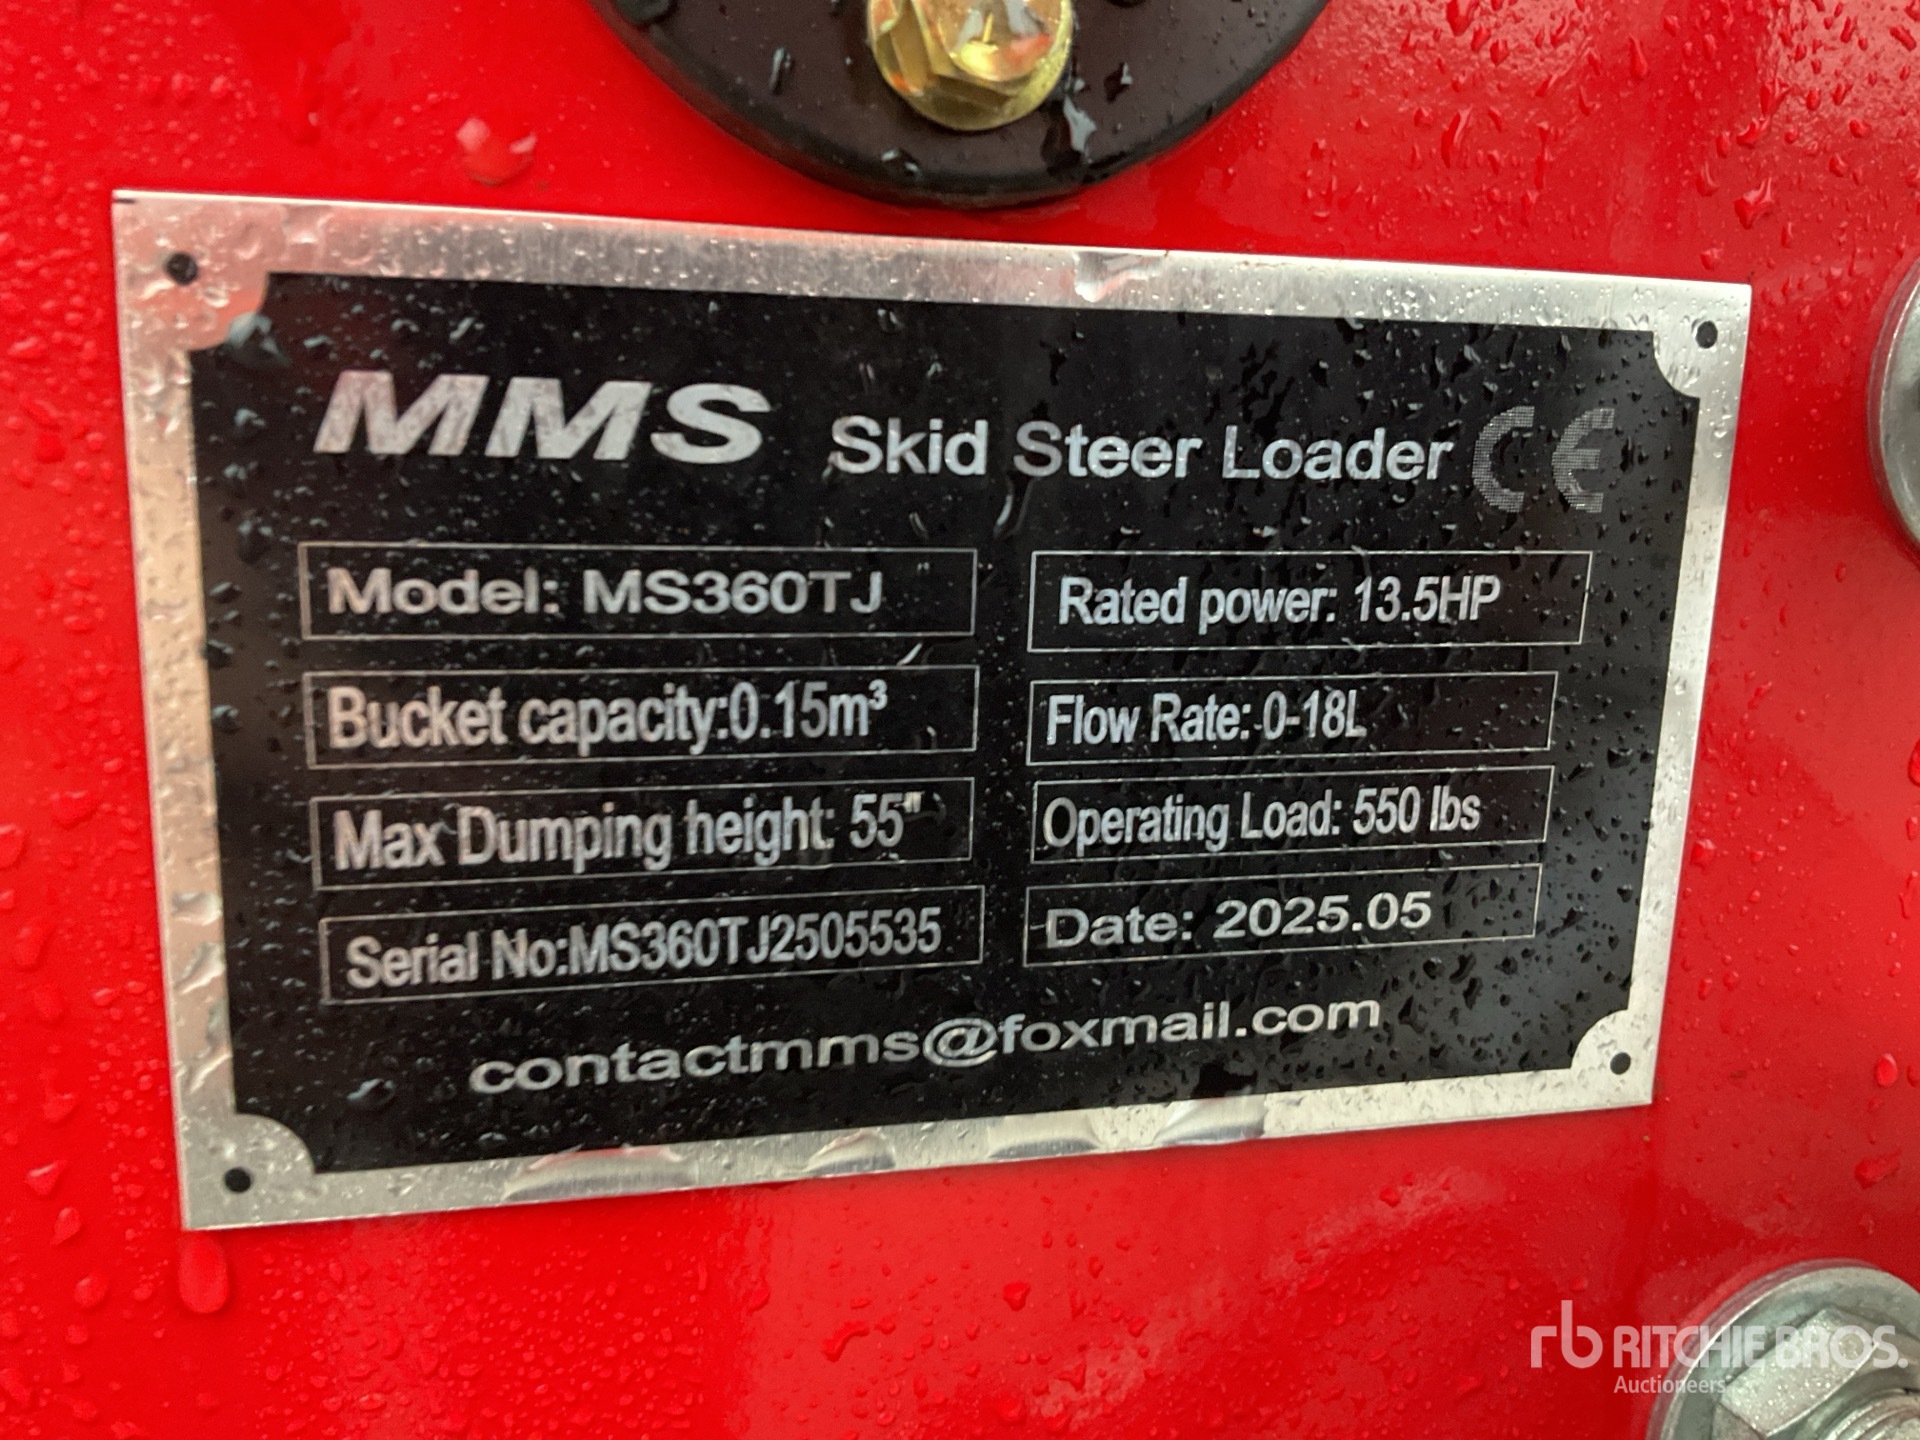 MMS Skid Steer Loader CE
Model: MS360TJ
Rated power: 13.5HP
Bucket capacity:0.15m³
Flow Rate: 0-18L
Max Dumping height: 55"
Operating Load: 550 lbs
Serial No:MS360TJ2505535
Date: 2025.05
contactmms@foxmail.com
rb RITCHIE BROS.
Auctioneers